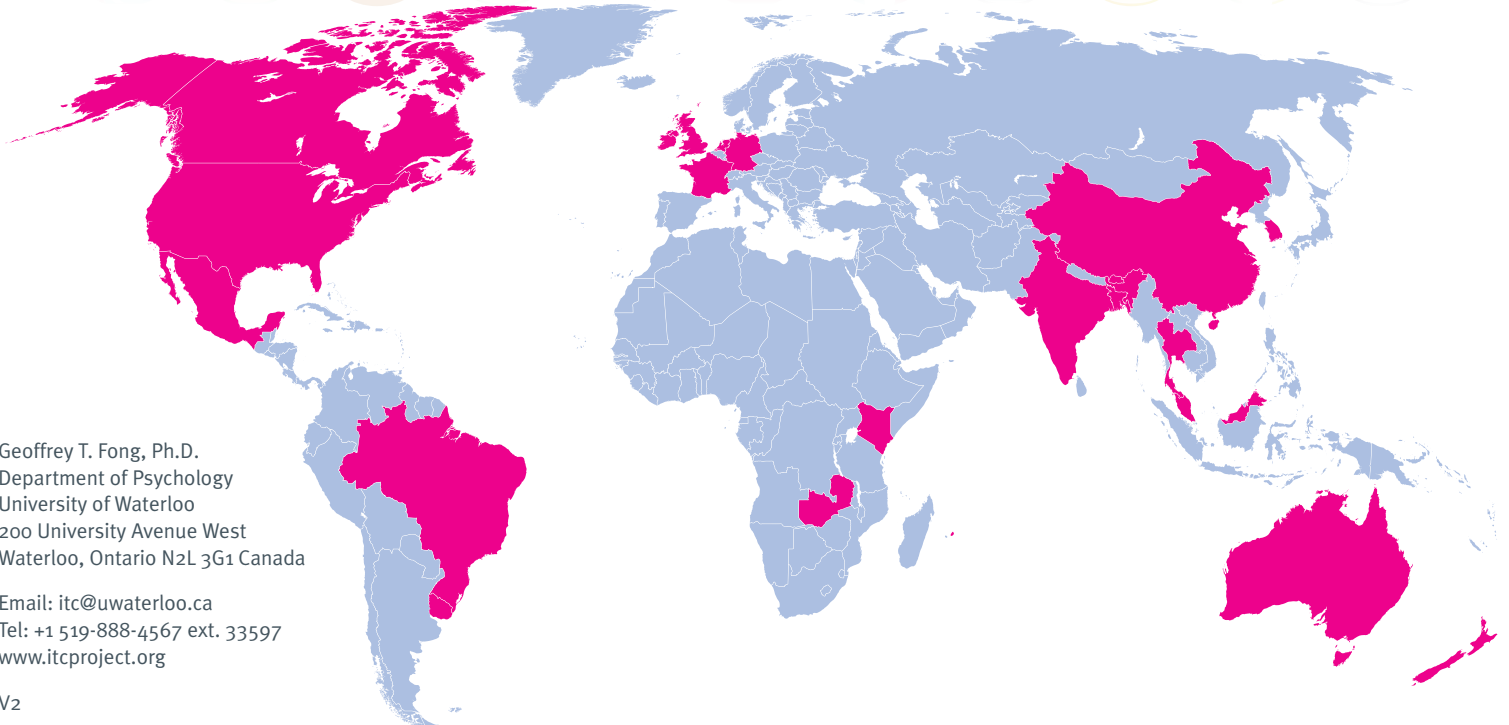 Geoffrey T. Fong, Ph.D.
Department of Psychology
University of Waterloo
200 University Avenue West
Waterloo, Ontario N2L 3G1 Canada
Email: itc@uwaterloo.ca
Tel: +1 519-888-4567 ext. 33597
www.itcproject.org
V2